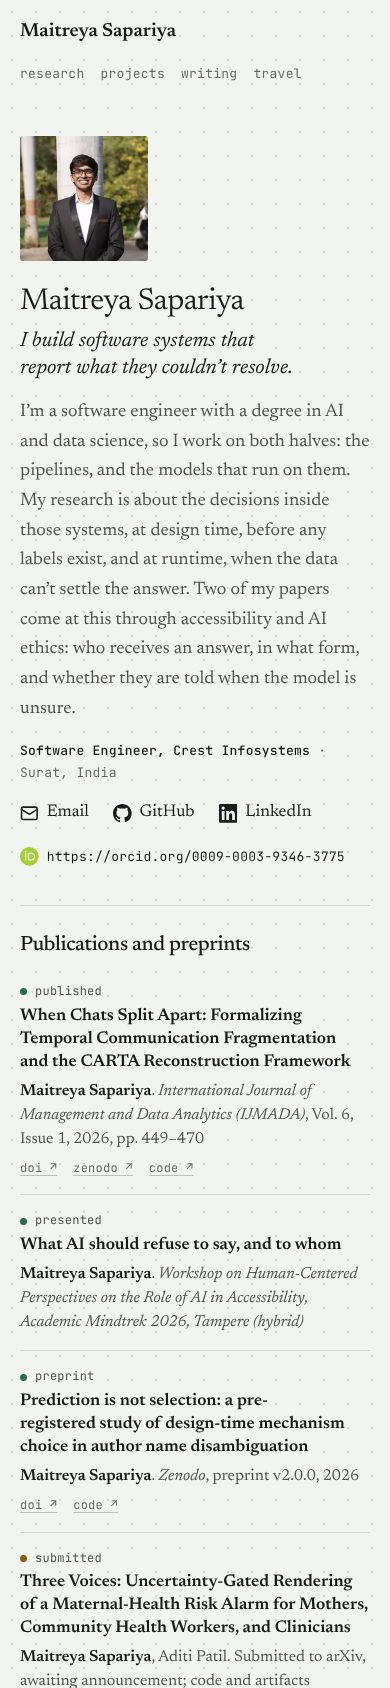 Maitreya Sapariya
research projects writing travel
Maitreya Sapariya
I build software systems that
report what they couldn’t resolve.
I’m a software engineer with a degree in AI
and data science, so I work on both halves: the
pipelines, and the models that run on them.
My research is about the decisions inside
those systems, at design time, before any
labels exist, and at runtime, when the data
can’t settle the answer. Two of my papers
come at this through accessibility and AI
ethics: who receives an answer, in what form,
and whether they are told when the model is
unsure.
Software Engineer, Crest Infosystems ·
Surat, India
Email GitHub LinkedIn
iD https://orcid.org/0009-0003-9346-3775
Publications and preprints
published
When Chats Split Apart: Formalizing
Temporal Communication Fragmentation
and the CARTA Reconstruction Framework
Maitreya Sapariya. International Journal of
Management and Data Analytics (IJMADA), Vol. 6,
Issue 1, 2026, pp. 449–470
doi ↗ zenodo ↗ code ↗
presented
What AI should refuse to say, and to whom
Maitreya Sapariya. Workshop on Human-Centered
Perspectives on the Role of AI in Accessibility,
Academic Mindtrek 2026, Tampere (hybrid)
preprint
Prediction is not selection: a pre-
registered study of design-time mechanism
choice in author name disambiguation
Maitreya Sapariya. Zenodo, preprint v2.0.0, 2026
doi ↗ code ↗
submitted
Three Voices: Uncertainty-Gated Rendering
of a Maternal-Health Risk Alarm for Mothers,
Community Health Workers, and Clinicians
Maitreya Sapariya, Aditi Patil. Submitted to arXiv,
awaiting announcement; code and artifacts